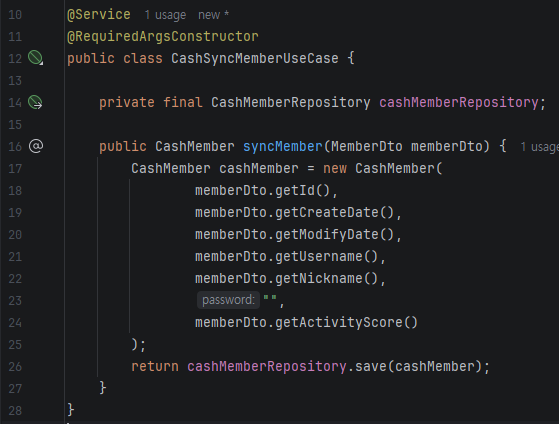 10 @Service 1 usage new *
11 @RequiredArgsConstructor
12 public class CashSyncMemberUseCase {
13
14 private final CashMemberRepository cashMemberRepository;
15
16 @ public CashMember syncMember(MemberDto memberDto) { 1 usage
17 CashMember cashMember = new CashMember(
18 memberDto.getId(),
19 memberDto.getCreateDate(),
20 memberDto.getModifyDate(),
21 memberDto.getUsername(),
22 memberDto.getNickname(),
23 password: "",
24 memberDto.getActivityScore()
25 );
26 return cashMemberRepository.save(cashMember);
27 }
28 }